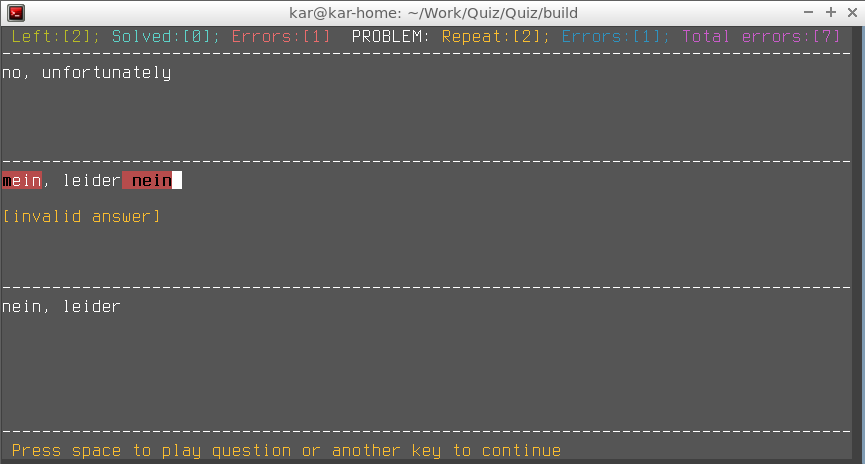 kar@kar-home: ~/Work/Quiz/Quiz/build
Left:[2]; Solved:[0]; Errors:[1] PROBLEM: Repeat:[2]; Errors:[1]; Total errors:[7]
no, unfortunately
mein, leider nein
[invalid answer]
nein, leider
Press space to play question or another key to continue